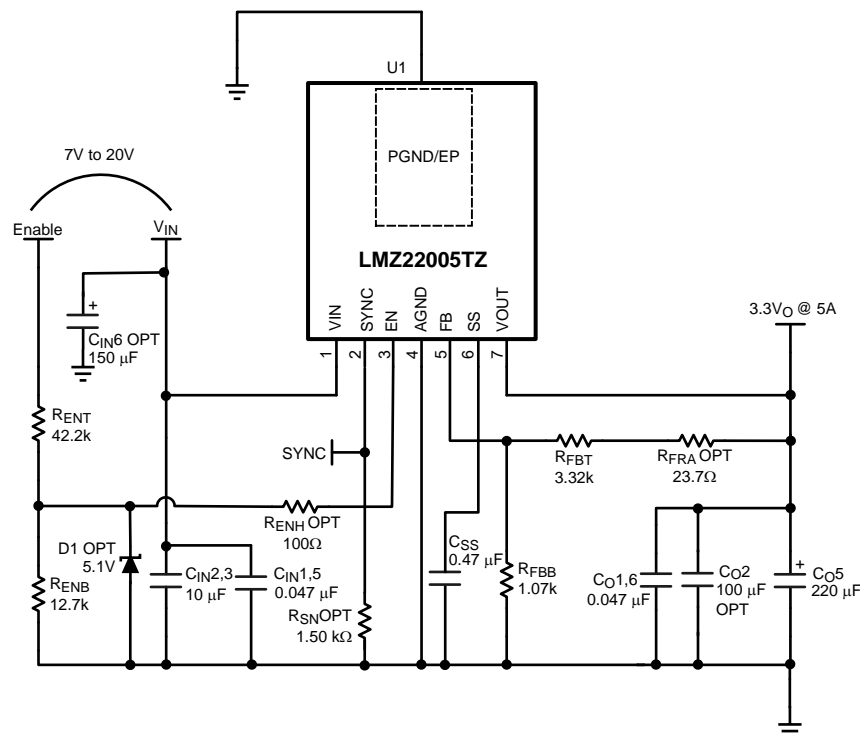 U1
PGND/EP
7V to 20V
Enable
VIN
LMZ22005TZ
VIN
SYNC
EN
AGND
FB
SS
VOUT
1
2
3
4
5
6
7
3.3VO @ 5A
+
CIN6 OPT
150 μF
RENT
42.2k
SYNC
RFBT
3.32k
RFRA OPT
23.7Ω
RENH OPT
100Ω
D1 OPT
5.1V
RENB
12.7k
CIN2,3
10 μF
CIN1,5
0.047 μF
RSNOPT
1.50 kΩ
CSS
0.47 μF
RFBB
1.07k
CO1,6
0.047 μF
CO2
100 μF
OPT
+
CO5
220 μF